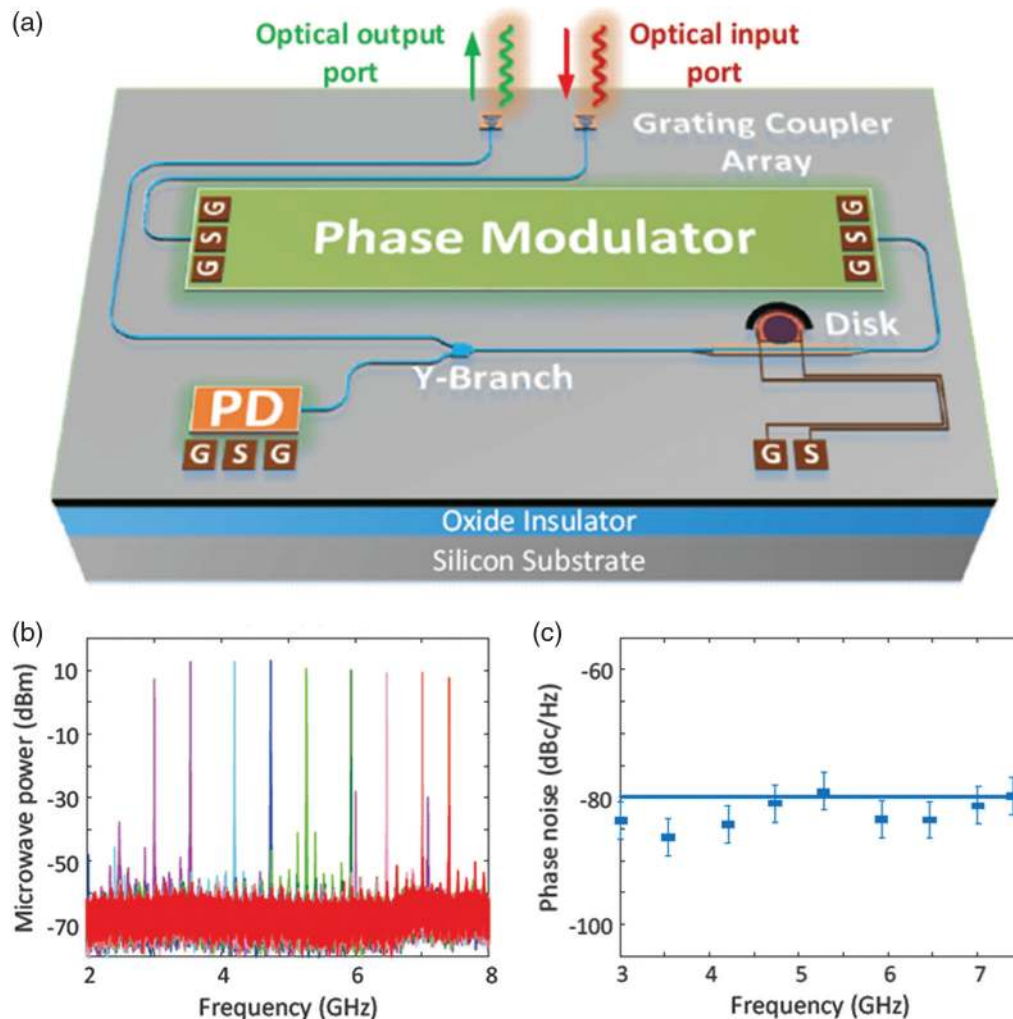 (a)
Optical output
port
Optical input
port
Grating Coupler
Array
G
S
G
Phase Modulator
G
S
G
Disk
Y-Branch
PD
G S G
G S
Oxide Insulator
Silicon Substrate
(b)
Microwave power (dBm)
10
-10
-30
-50
-70
2 4 6 8
Frequency (GHz)
(c)
Phase noise (dBc/Hz)
-60
-80
-100
3 4 5 6 7
Frequency (GHz)